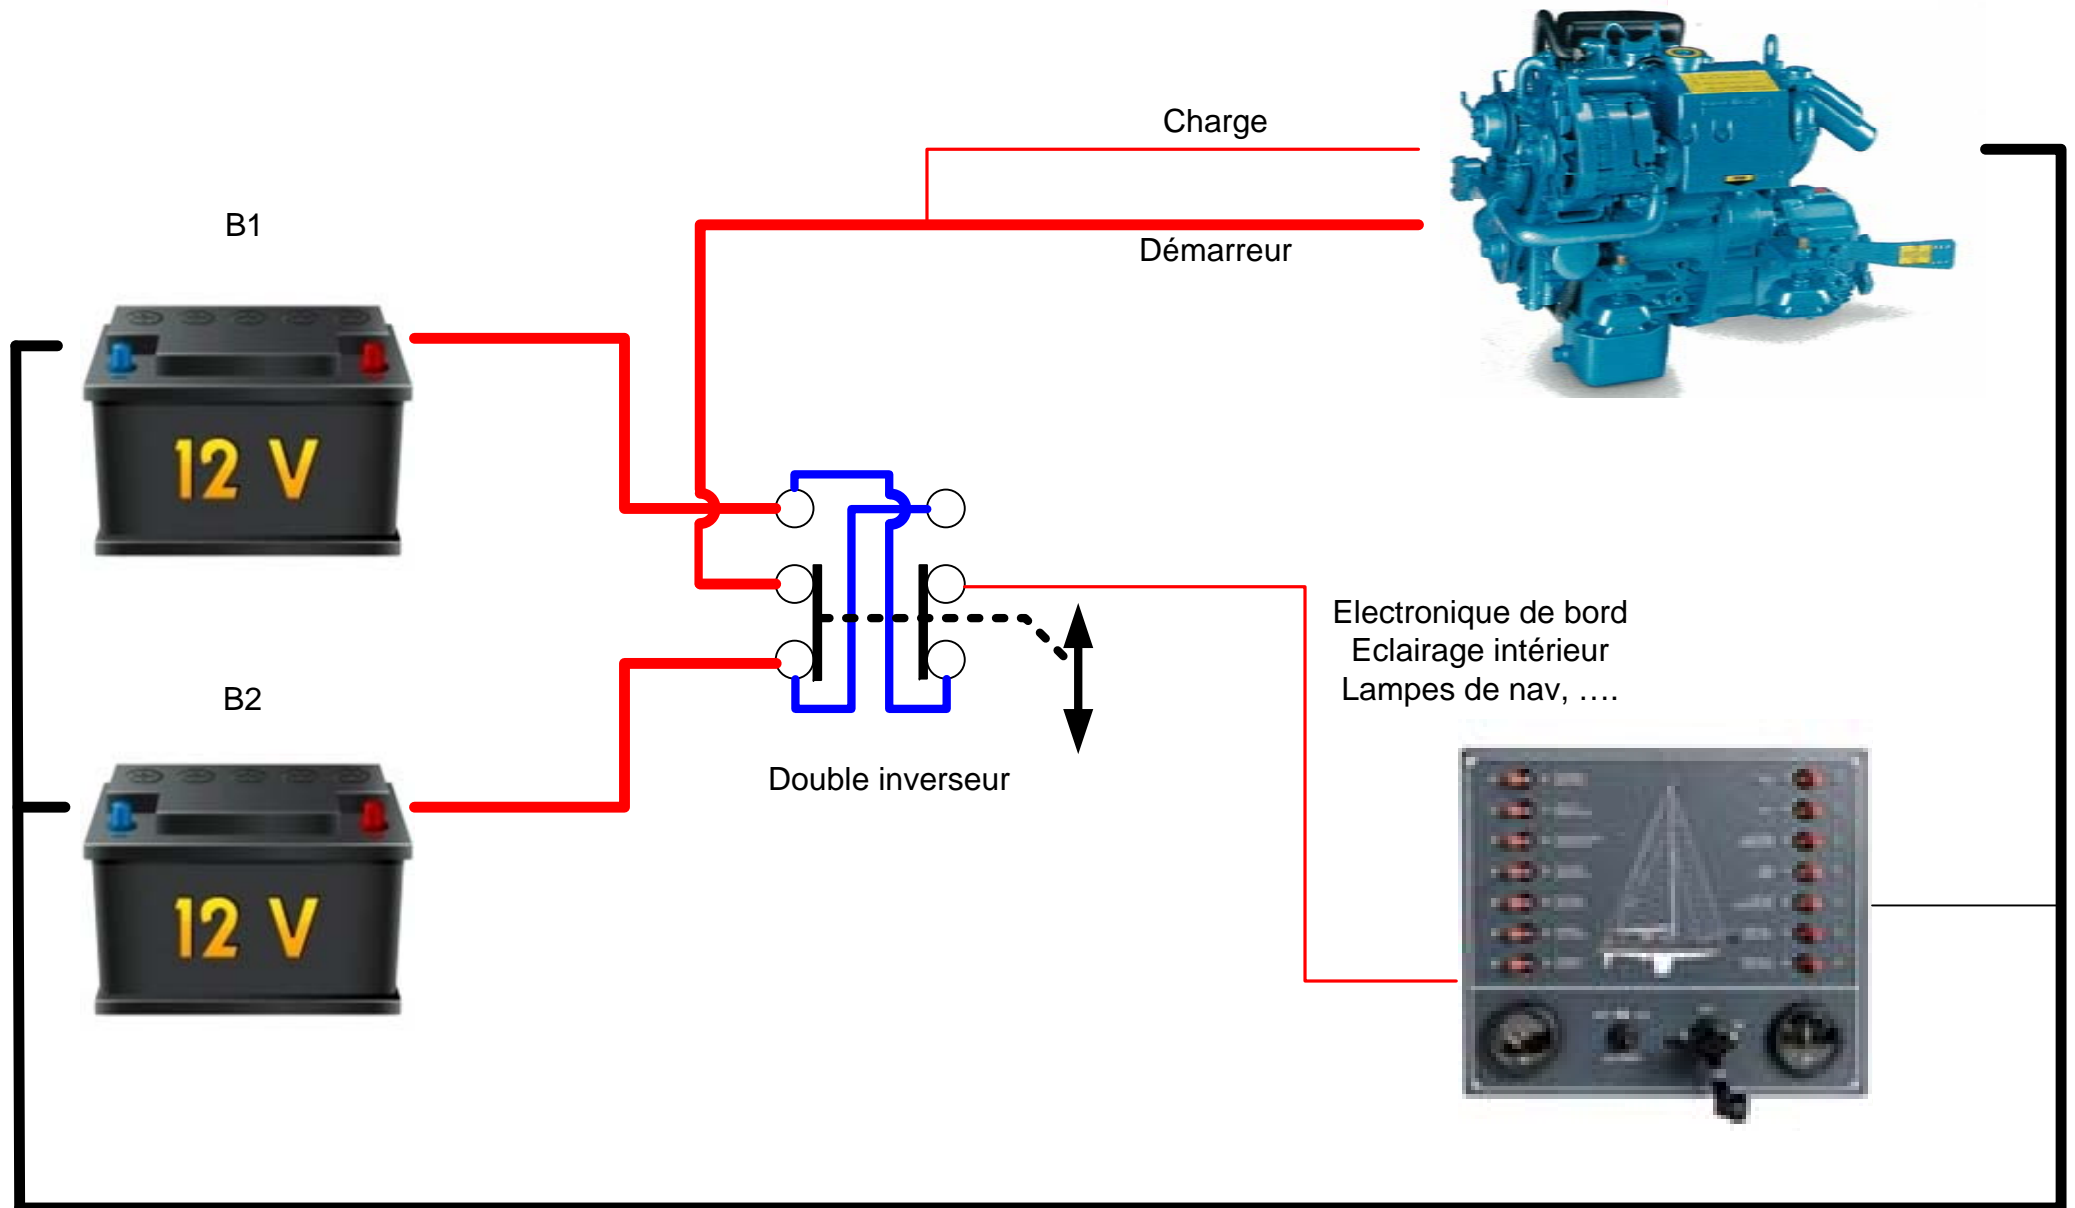 Charge
Démarreur
B1
12 V
B2
12 V
Double inverseur
Electronique de bord
Eclairage intérieur
Lampes de nav, ….